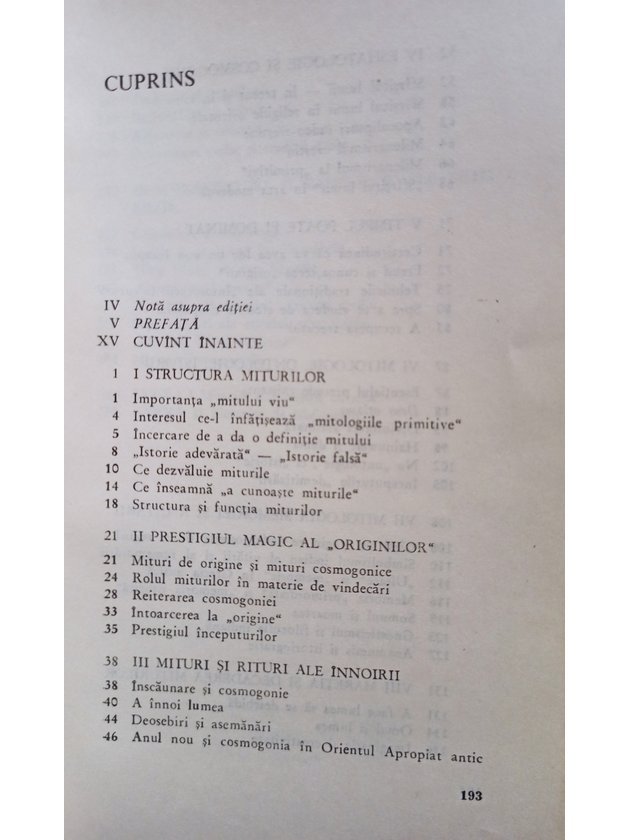 CUPRINS
IV Notă asupra ediției
V PREFAȚĂ
XV CUVÎNT ÎNAINTE
1 I STRUCTURA MITURILOR
1 Importanța „mitului viu“
4 Interesul ce-l înfățișează „mitologiile primitive“
5 Încercare de a da o definiție mitului
8 „Istorie adevărată“ — „Istorie falsă“
10 Ce dezvăluie miturile
14 Ce înseamnă „a cunoaște miturile“
18 Structura și funcția miturilor
21 II PRESTIGIUL MAGIC AL „ORIGINILOR“
21 Mituri de origine și mituri cosmogonice
24 Rolul miturilor în materie de vindecări
28 Reiterarea cosmogoniei
33 Întoarcerea la „origine“
35 Prestigiul începuturilor
38 III MITURI ȘI RITURI ALE ÎNNOIRII
38 Înscăunare și cosmogonie
40 A înnoi lumea
44 Deosebiri și asemănări
46 Anul nou și cosmogonia în Orientul Apropiat antic
193